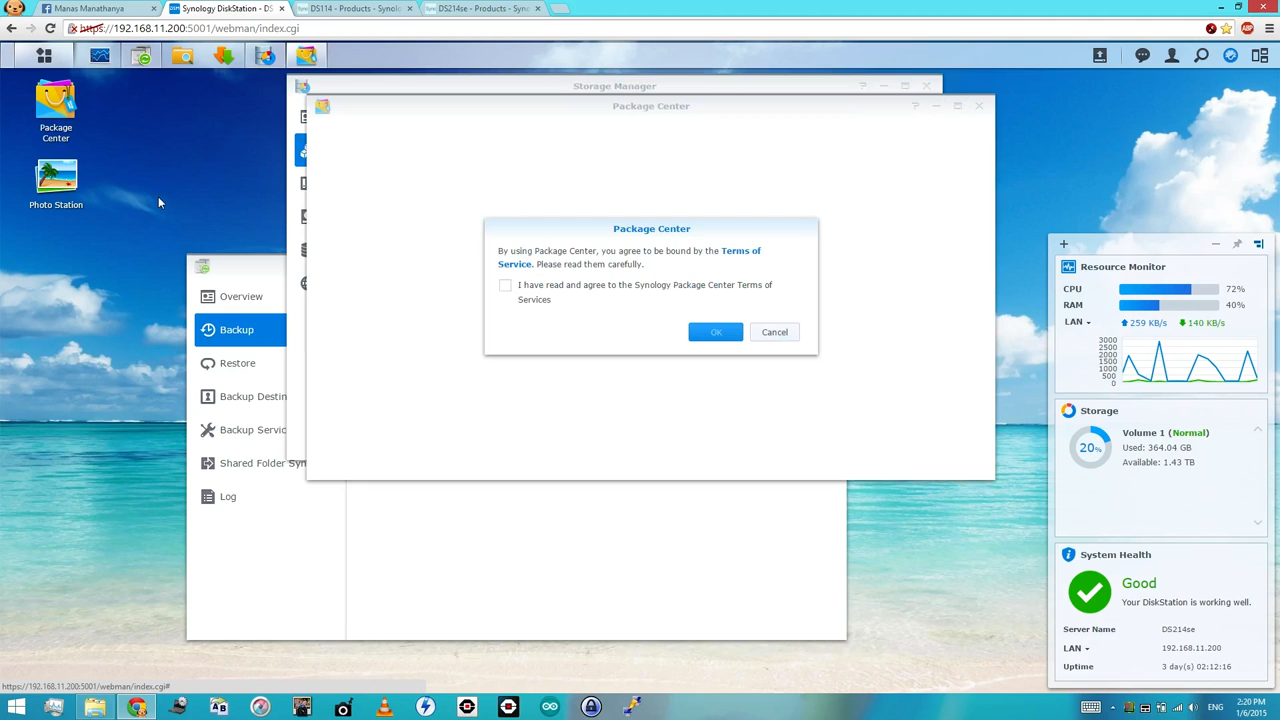 Manas Manathanya
Synology DiskStation - DS
DS114 - Products - Synolo
DS214se - Products - Syno
https://192.168.11.200:5001/webman/index.cgi
ABP
Package
Center
Photo Station
Storage Manager
Package Center
Package Center
By using Package Center, you agree to be bound by the Terms of
Service. Please read them carefully.
I have read and agree to the Synology Package Center Terms of
Services
OK
Cancel
Overview
Backup
Restore
Backup Destin
Backup Servic
Shared Folder Syn
Log
Resource Monitor
CPU 72%
RAM 40%
LAN 259 KB/s 140 KB/s
3000
2500
2000
1500
1000
500
0
Storage
20%
Volume 1 (Normal)
Used: 364.04 GB
Available: 1.43 TB
System Health
Good
Your DiskStation is working well.
Server Name DS214se
LAN 192.168.11.200
Uptime 3 day(s) 02:12:16
https://192.168.11.200:5001/webman/index.cgi#
ENG
2:20 PM
1/6/2015